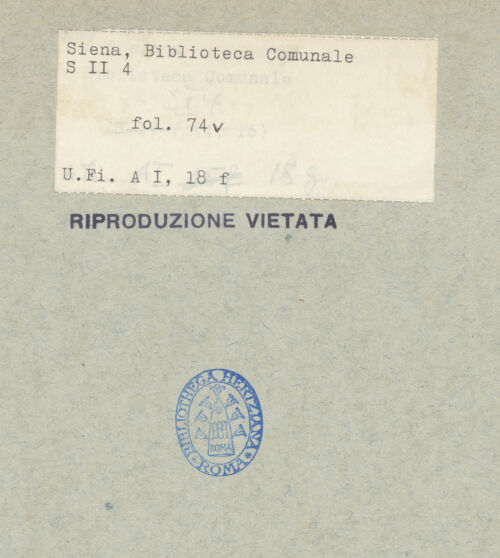 Siena, Biblioteca Comunale
S II 4
fol. 74v
U.Fi. A I, 18 f
RIPRODUZIONE VIETATA
BIBLIOTHECA HERTZIANA
ROMA
ROMA